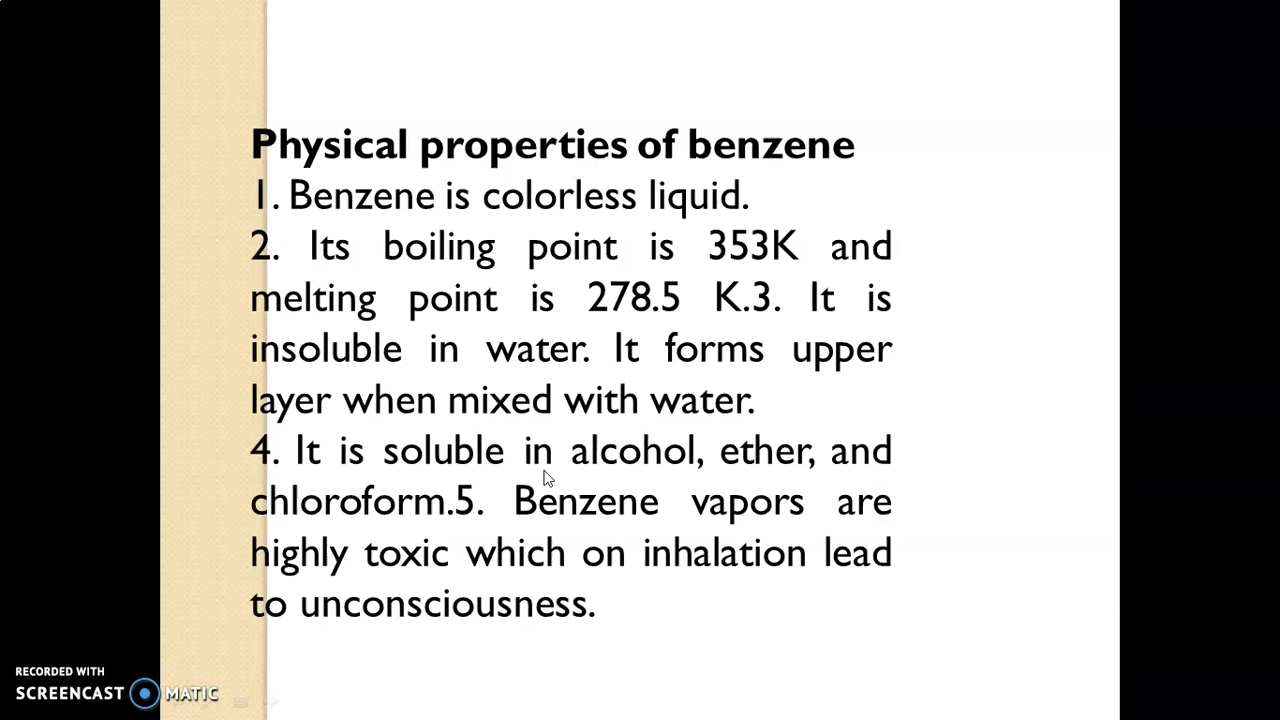 Physical properties of benzene
1. Benzene is colorless liquid.
2. Its boiling point is 353K and
melting point is 278.5 K.3. It is
insoluble in water. It forms upper
layer when mixed with water.
4. It is soluble in alcohol, ether, and
chloroform.5. Benzene vapors are
highly toxic which on inhalation lead
to unconsciousness.
RECORDED WITH
SCREENCAST MATIC